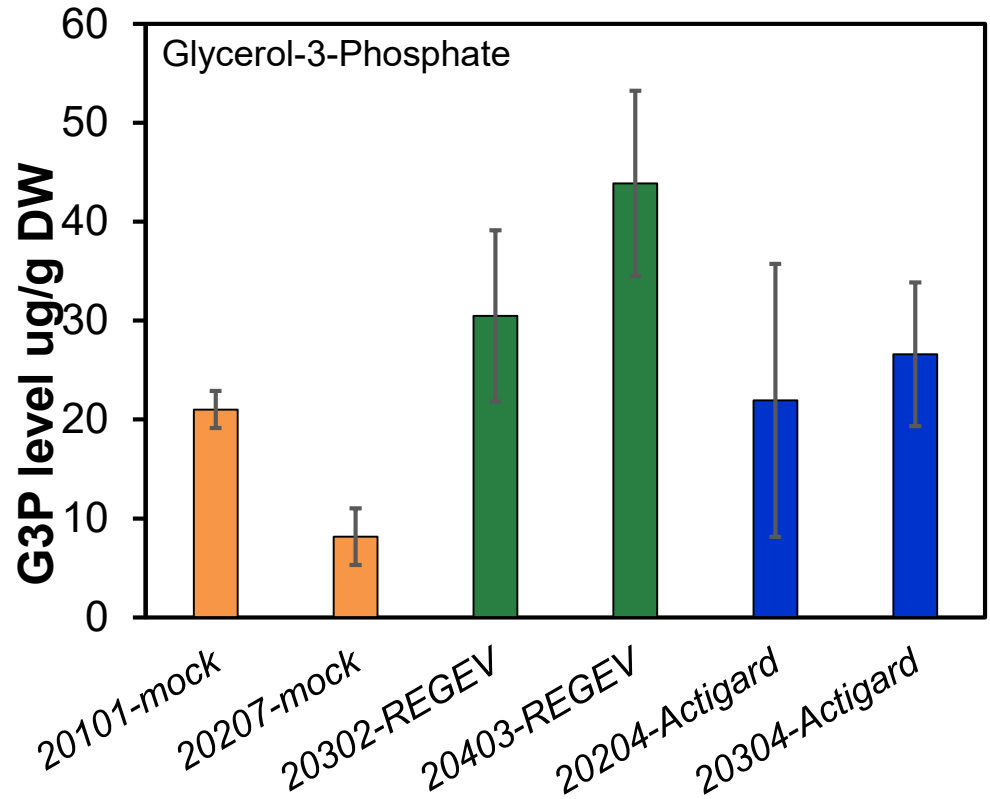 Glycerol-3-Phosphate
G3P level ug/g DW
60
50
40
30
20
10
0
20101-mock
20207-mock
20302-REGEV
20403-REGEV
20204-Actigard
20304-Actigard